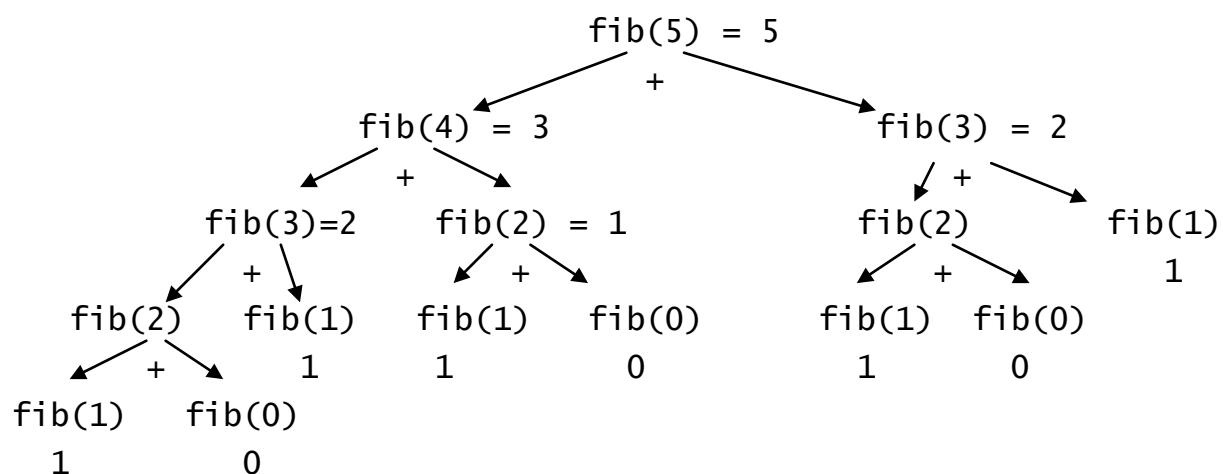 fib(5) = 5
+
fib(4) = 3 fib(3) = 2
+ +
fib(3)=2 fib(2) = 1 fib(2) fib(1)
+ + + 1
fib(2) fib(1) fib(1) fib(0) fib(1) fib(0)
+ 1 1 0 1 0
fib(1) fib(0)
1 0